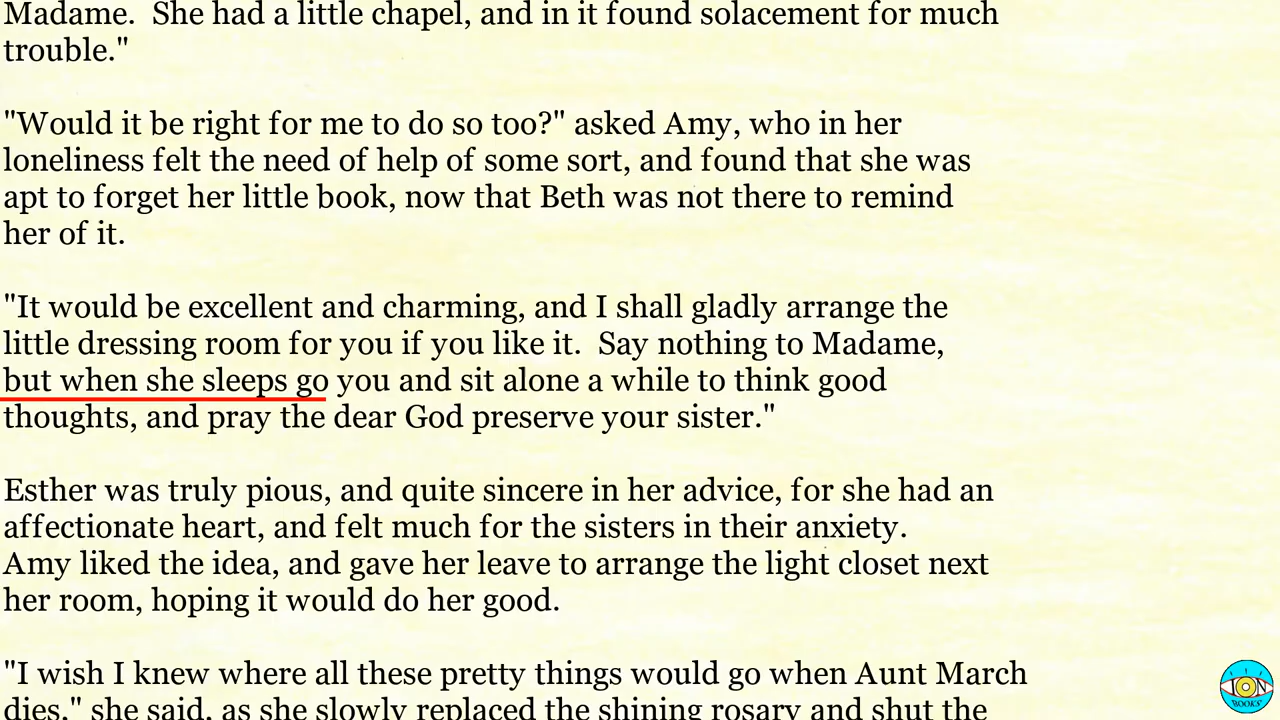 Madame.  She had a little chapel, and in it found solacement for much
trouble."
"Would it be right for me to do so too?" asked Amy, who in her
loneliness felt the need of help of some sort, and found that she was
apt to forget her little book, now that Beth was not there to remind
her of it.
"It would be excellent and charming, and I shall gladly arrange the
little dressing room for you if you like it.  Say nothing to Madame,
but when she sleeps go you and sit alone a while to think good
thoughts, and pray the dear God preserve your sister."
Esther was truly pious, and quite sincere in her advice, for she had an
affectionate heart, and felt much for the sisters in their anxiety.
Amy liked the idea, and gave her leave to arrange the light closet next
her room, hoping it would do her good.
"I wish I knew where all these pretty things would go when Aunt March
dies," she said, as she slowly replaced the shining rosary and shut the
ION
BOOKS